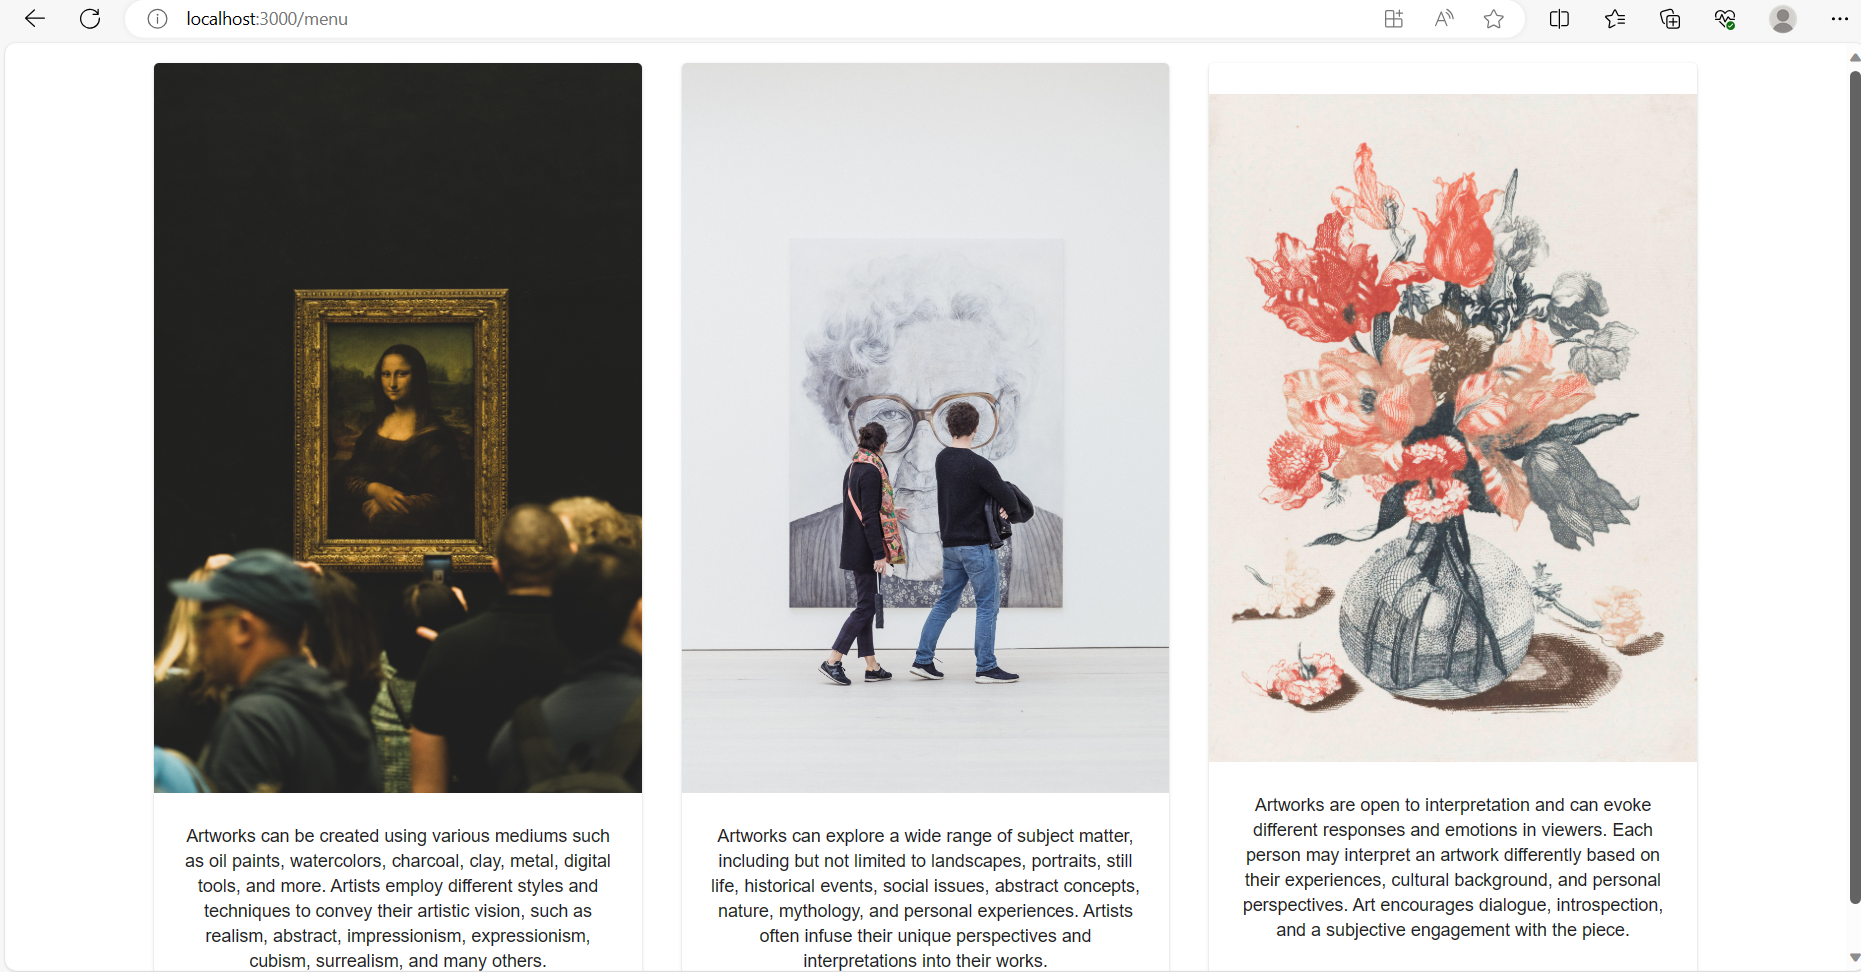 localhost:3000/menu
Artworks can be created using various mediums such
as oil paints, watercolors, charcoal, clay, metal, digital
tools, and more. Artists employ different styles and
techniques to convey their artistic vision, such as
realism, abstract, impressionism, expressionism,
cubism, surrealism, and many others.
Artworks can explore a wide range of subject matter,
including but not limited to landscapes, portraits, still
life, historical events, social issues, abstract concepts,
nature, mythology, and personal experiences. Artists
often infuse their unique perspectives and
interpretations into their works.
Artworks are open to interpretation and can evoke
different responses and emotions in viewers. Each
person may interpret an artwork differently based on
their experiences, cultural background, and personal
perspectives. Art encourages dialogue, introspection,
and a subjective engagement with the piece.